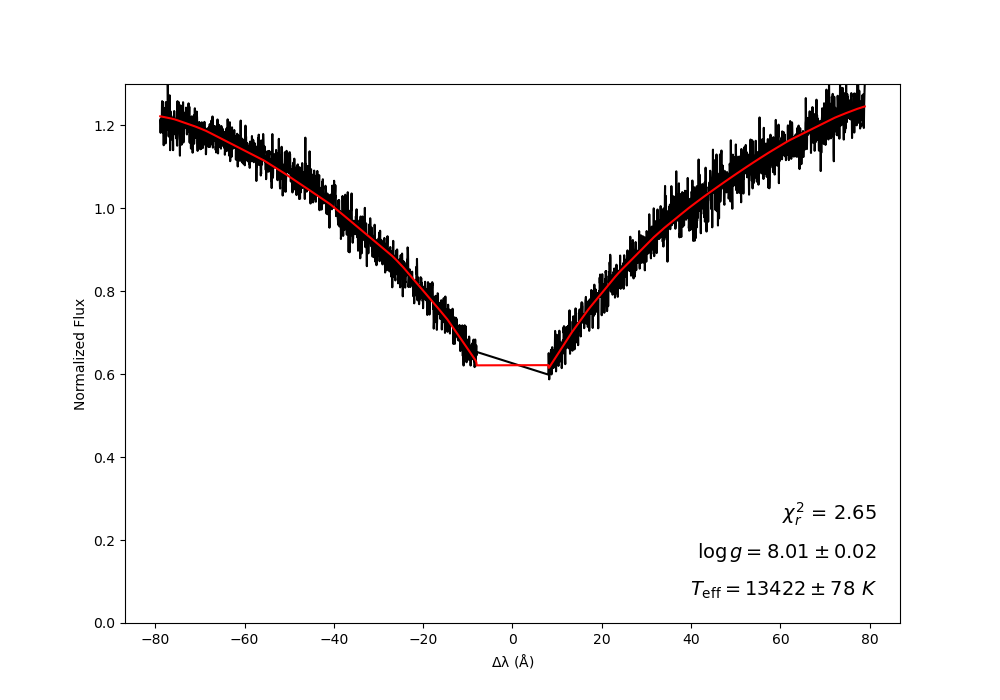 1.2
1.0
0.8
0.6
0.4
0.2
0.0
Normalized Flux
χ²ᵣ = 2.65
log g = 8.01 ± 0.02
T_eff = 13422 ± 78 K
−80 −60 −40 −20 0 20 40 60 80
Δλ (Å)